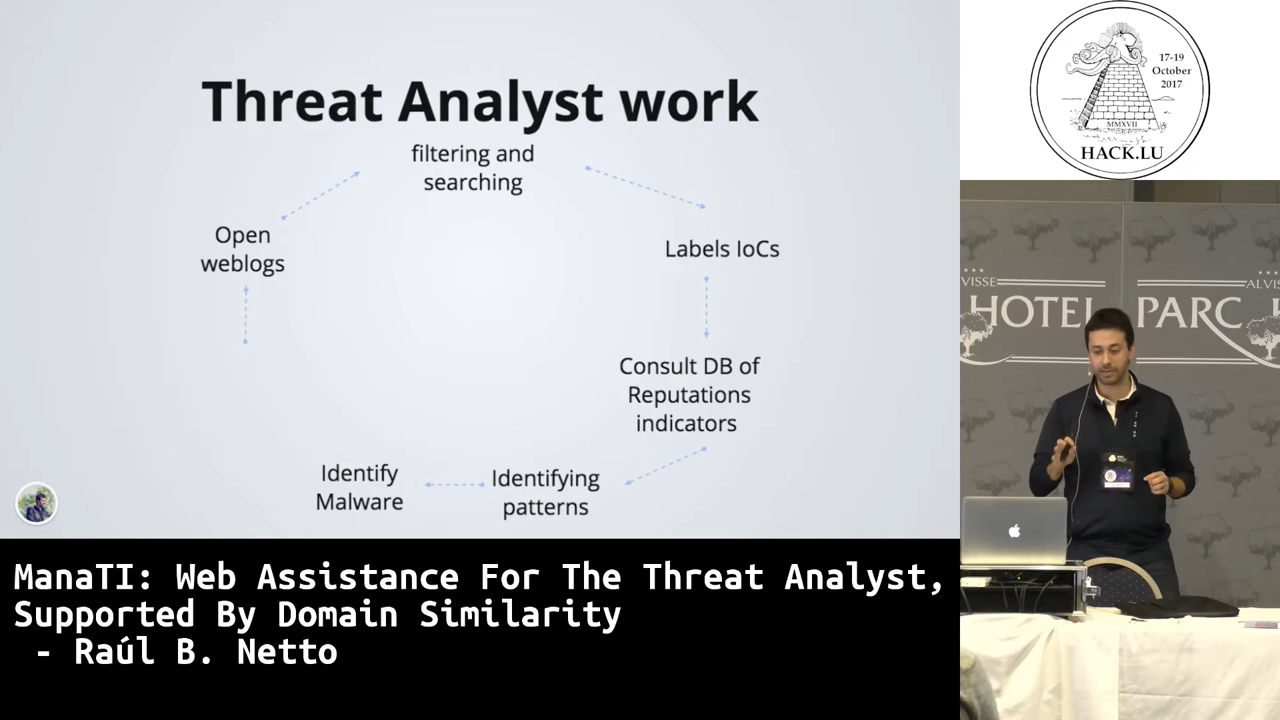 Threat Analyst work
filtering and
searching
Open
weblogs
Labels IoCs
Consult DB of
Reputations
indicators
Identify
Malware
Identifying
patterns
17-19
October
2017
MMXVII
HACK.LU
HOTEL PARC
ManaTI: Web Assistance For The Threat Analyst,
Supported By Domain Similarity
- Raúl B. Netto